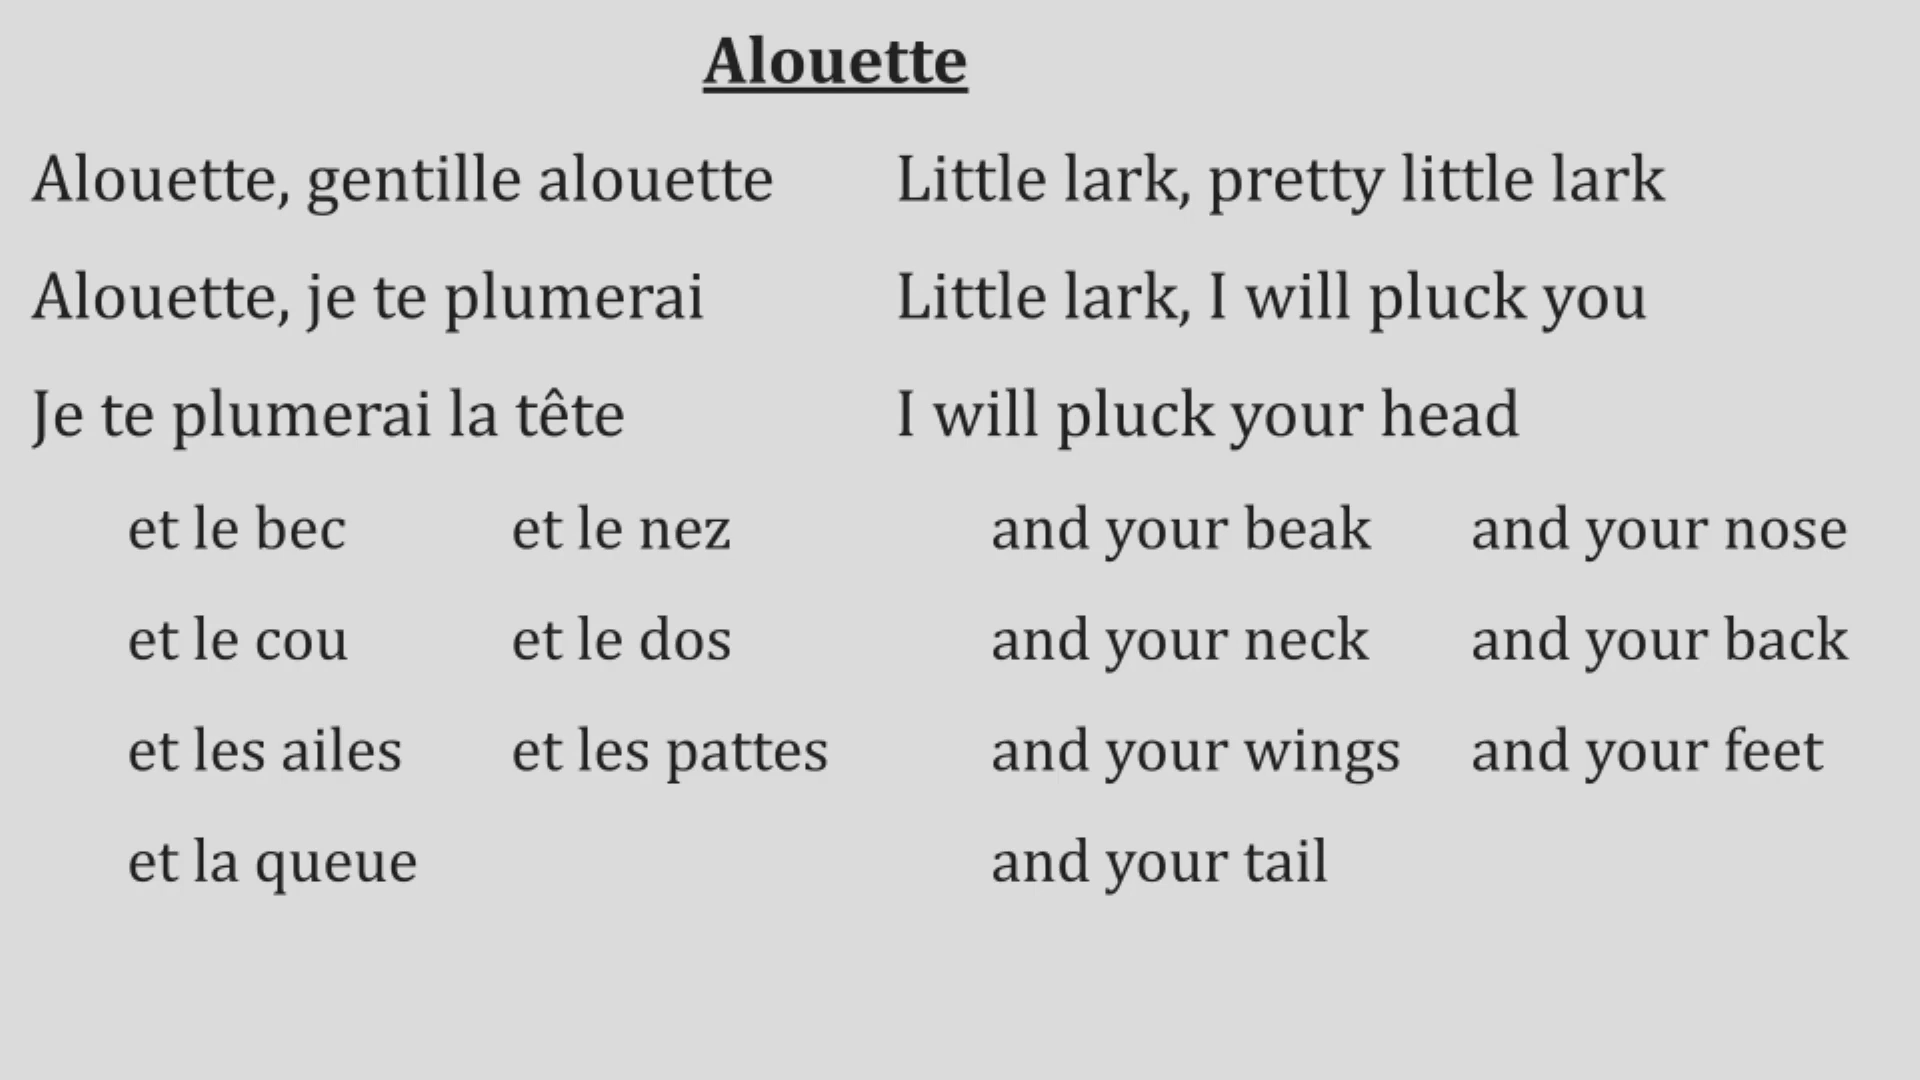 Alouette
Alouette, gentille alouette
Little lark, pretty little lark
Alouette, je te plumerai
Little lark, I will pluck you
Je te plumerai la tête
I will pluck your head
et le bec
et le nez
and your beak
and your nose
et le cou
et le dos
and your neck
and your back
et les ailes
et les pattes
and your wings
and your feet
et la queue
and your tail